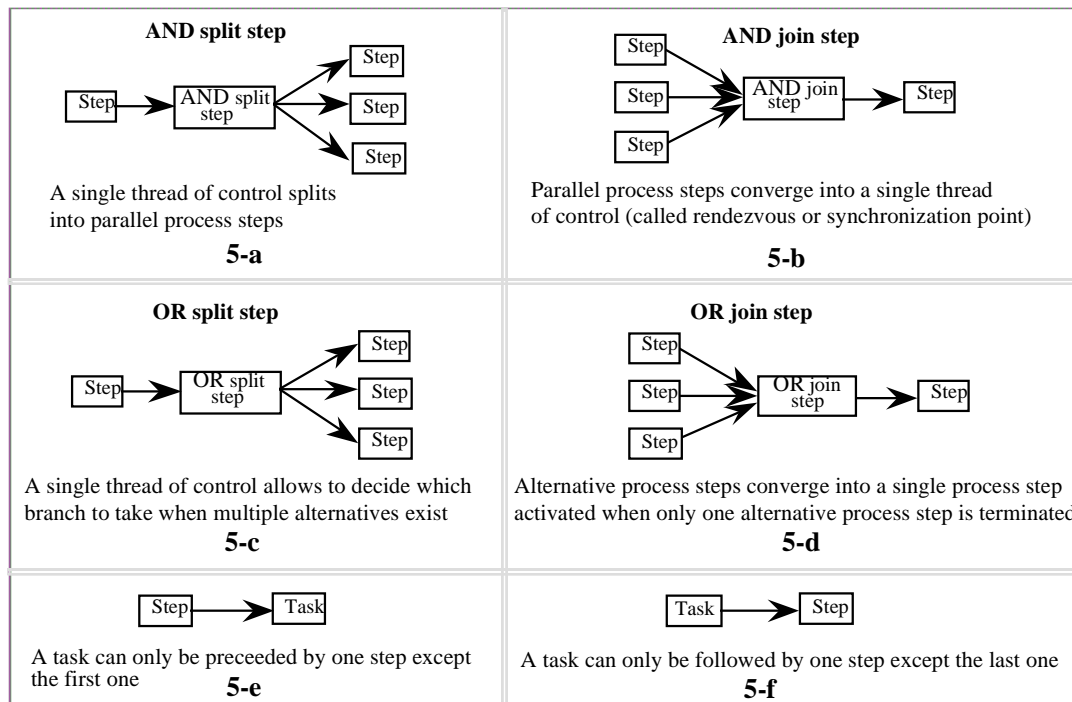 AND split step
Step
Step
AND split
step
Step
Step
A single thread of control splits
into parallel process steps
5-a
AND join step
Step
Step
AND join
step
Step
Step
Parallel process steps converge into a single thread
of control (called rendezvous or synchronization point)
5-b
OR split step
Step
Step
OR split
step
Step
Step
A single thread of control allows to decide which
branch to take when multiple alternatives exist
5-c
OR join step
Step
Step
OR join
step
Step
Step
Alternative process steps converge into a single process step
activated when only one alternative process step is terminated
5-d
Step
Task
A task can only be preceeded by one step except
the first one
5-e
Task
Step
A task can only be followed by one step except the last one
5-f